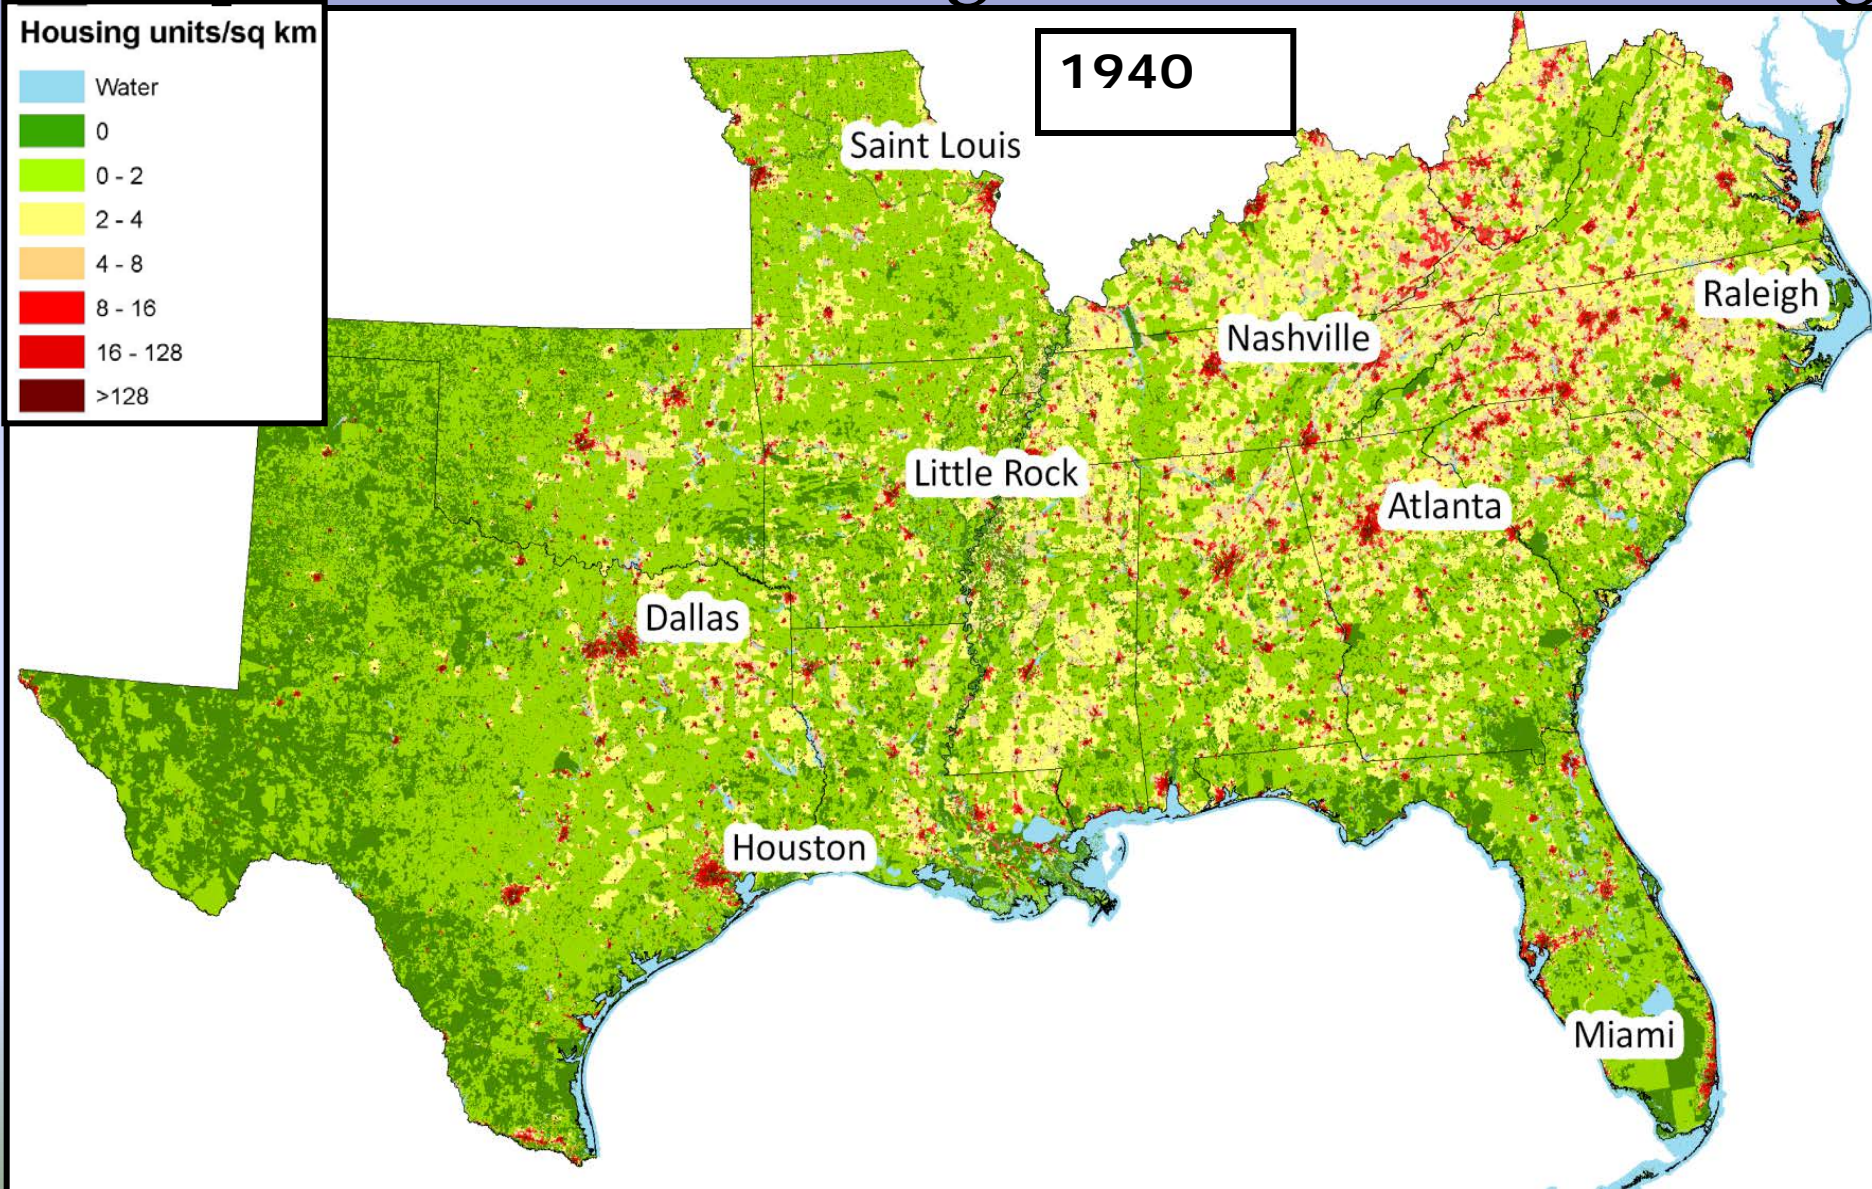 Housing units/sq km
Water
0
0 - 2
2 - 4
4 - 8
8 - 16
16 - 128
>128
1940
Saint Louis
Raleigh
Nashville
Little Rock
Atlanta
Dallas
Houston
Miami